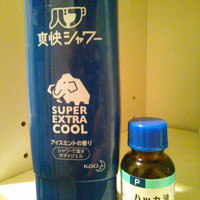 バブ
爽快シャワー
SUPER
EXTRA
COOL
アイスミントの香り
シャワーで流す
ボディジェル
Kao
P
ハッカ油